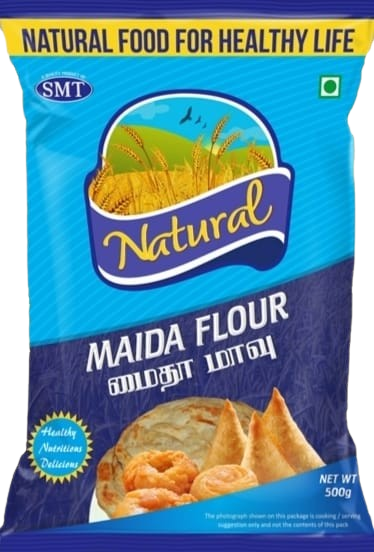 NATURAL FOOD FOR HEALTHY LIFE
SMT
Natural
MAIDA FLOUR
மைதா மாவு
Healthy
Nutritious
Delicious
NET WT
500g
The photograph shown on this package is cooking / serving
suggestion only and not the contents of this pack